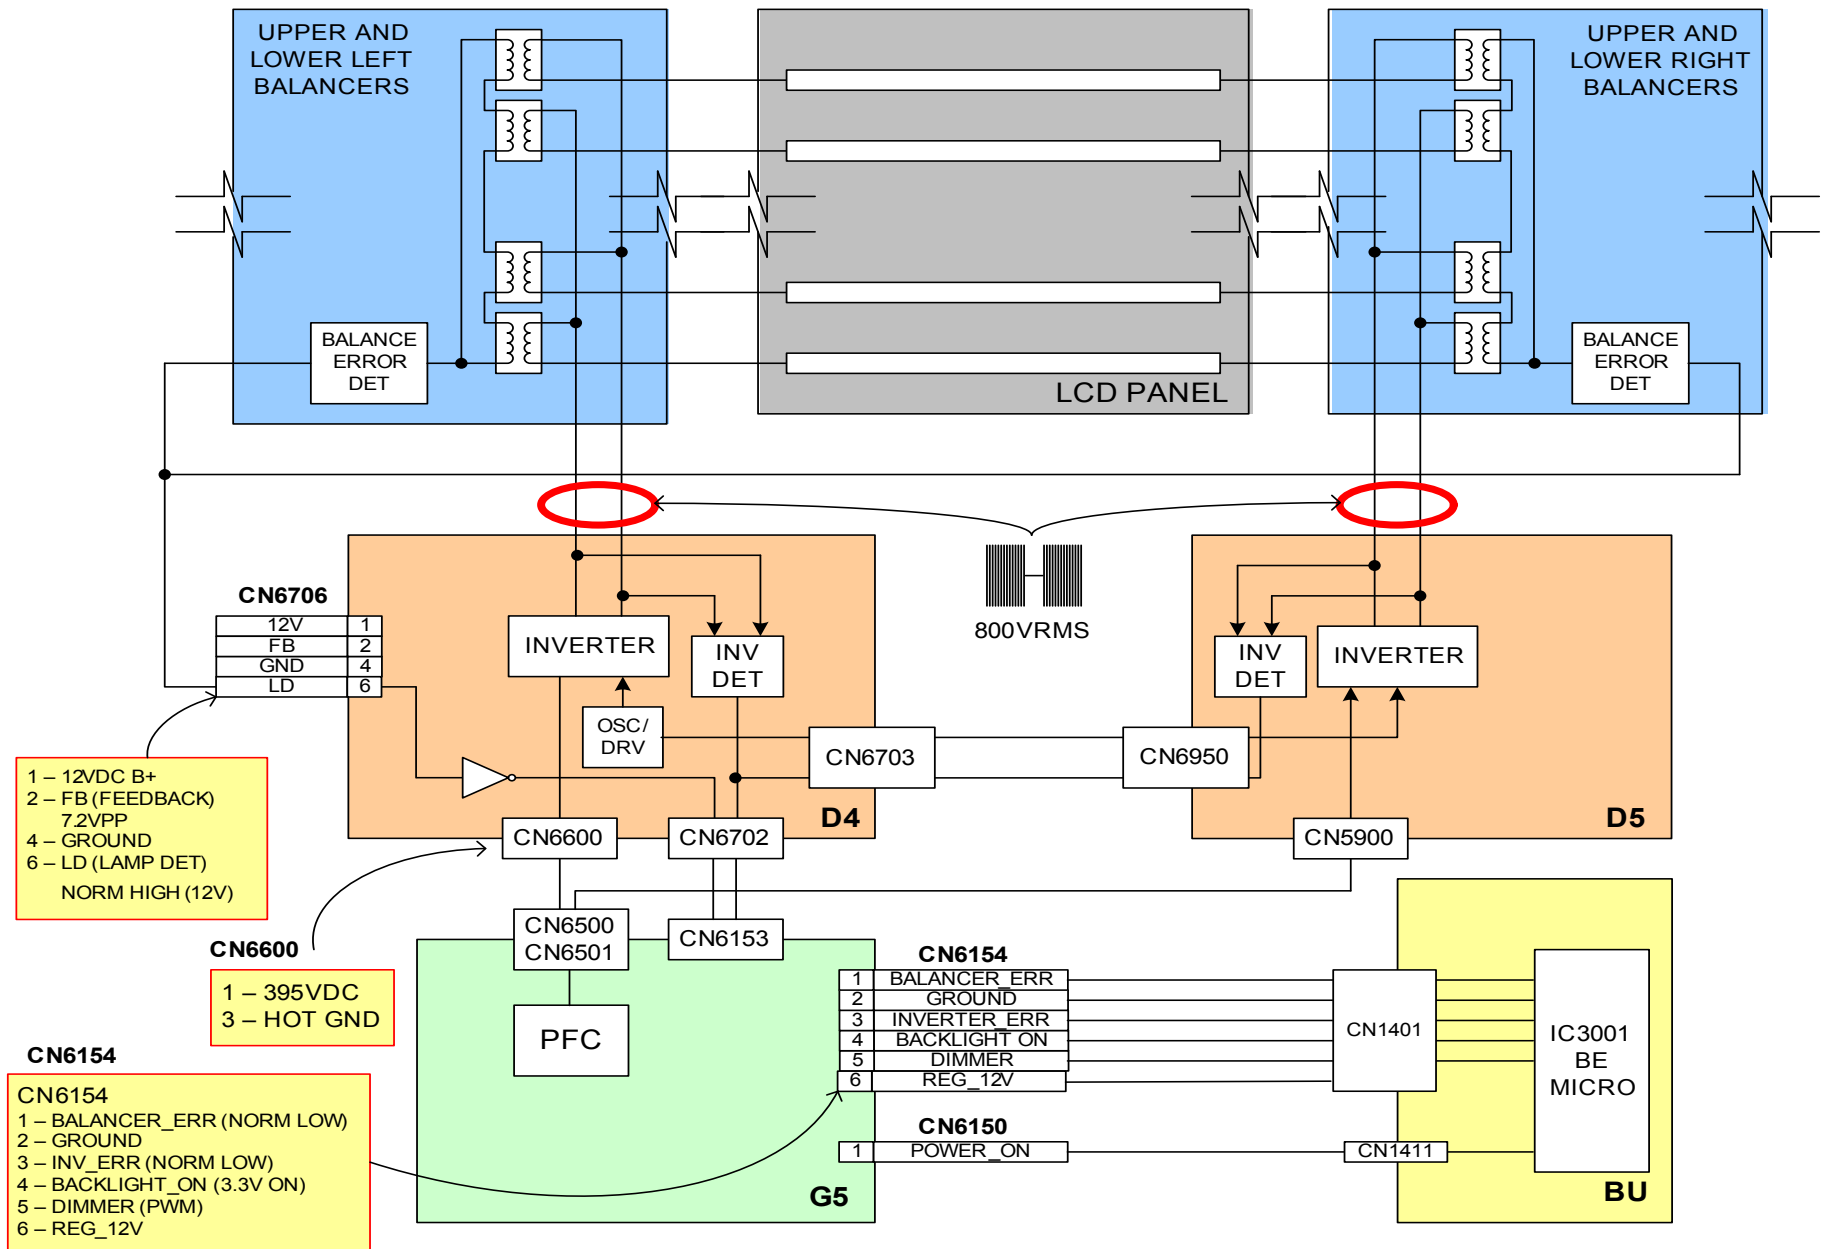 UPPER AND
LOWER LEFT
BALANCERS
UPPER AND
LOWER RIGHT
BALANCERS
BALANCE
ERROR
DET
LCD PANEL
BALANCE
ERROR
DET
800VRMS
CN6706
12V 1
FB 2
GND 4
LD 6
INVERTER
INV
DET
OSC/
DRV
CN6703
D4
CN6600
CN6702
INV
DET
INVERTER
CN6950
D5
CN5900
1 – 12VDC B+
2 – FB (FEEDBACK)
7.2VPP
4 – GROUND
6 – LD (LAMP DET)
NORM HIGH (12V)
CN6600
1 – 395VDC
3 – HOT GND
CN6500
CN6501
CN6153
PFC
G5
CN6154
1 BALANCER_ERR
2 GROUND
3 INVERTER_ERR
4 BACKLIGHT ON
5 DIMMER
6 REG_12V
CN6150
1 POWER_ON
CN1401
CN1411
IC3001
BE
MICRO
BU
CN6154
CN6154
1 – BALANCER_ERR (NORM LOW)
2 – GROUND
3 – INV_ERR (NORM LOW)
4 – BACKLIGHT_ON (3.3V ON)
5 – DIMMER (PWM)
6 – REG_12V